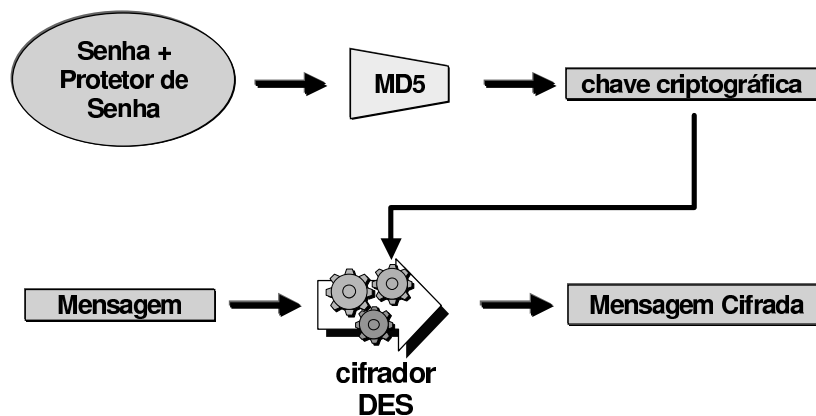 Senha +
Protetor de
Senha
MD5
chave criptográfica
Mensagem
cifrador
DES
Mensagem Cifrada